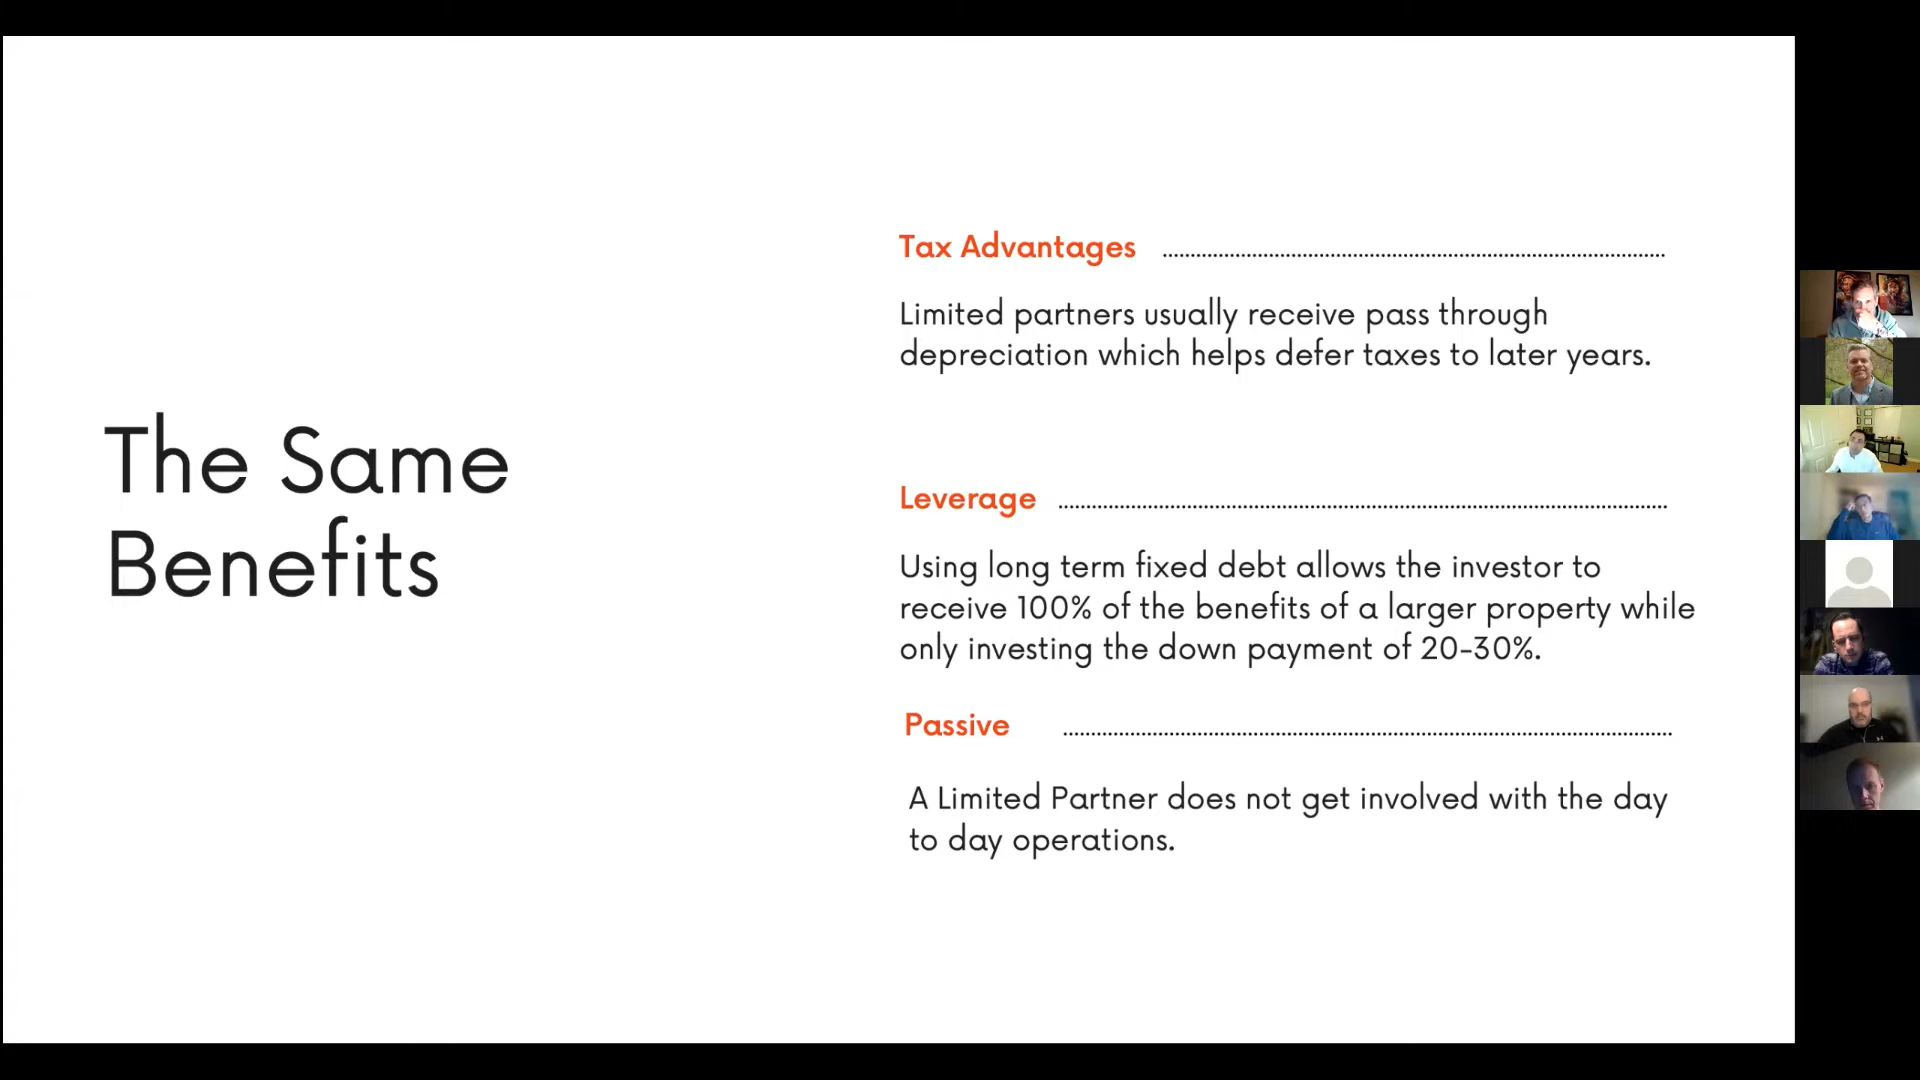 The Same
Benefits
Tax Advantages
Limited partners usually receive pass through
depreciation which helps defer taxes to later years.
Leverage
Using long term fixed debt allows the investor to
receive 100% of the benefits of a larger property while
only investing the down payment of 20-30%.
Passive
A Limited Partner does not get involved with the day
to day operations.